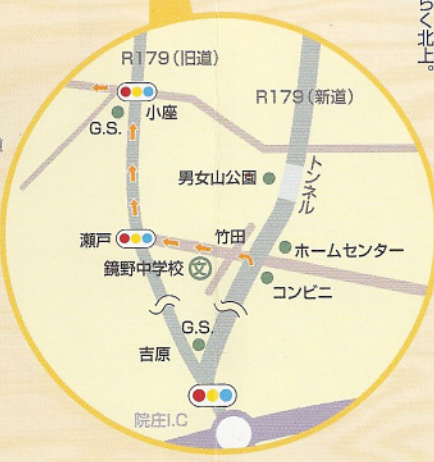 らく北上。
R179(旧道)
R179(新道)
小座
G.S.
トンネル
男女山公園
瀬戸
竹田
ホームセンター
鏡野中学校
文
コンビニ
G.S.
吉原
院庄I.C